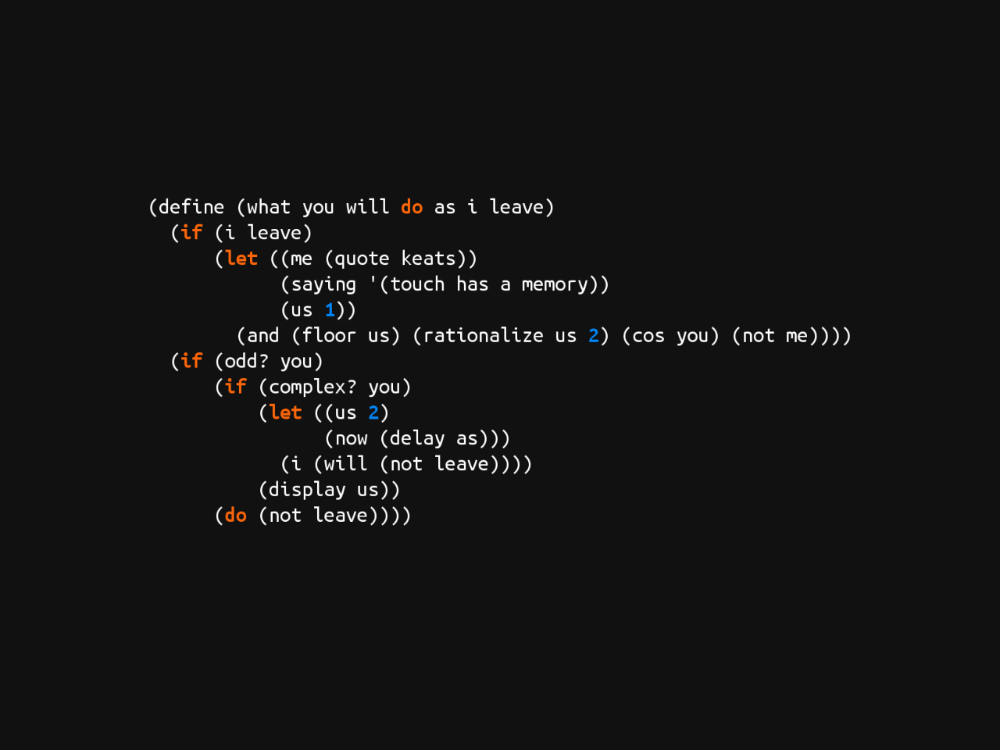 (define (what you will do as i leave)
  (if (i leave)
      (let ((me (quote keats))
            (saying '(touch has a memory))
            (us 1))
        (and (floor us) (rationalize us 2) (cos you) (not me))))
  (if (odd? you)
      (if (complex? you)
          (let ((us 2)
                (now (delay as)))
            (i (will (not leave))))
          (display us))
      (do (not leave))))